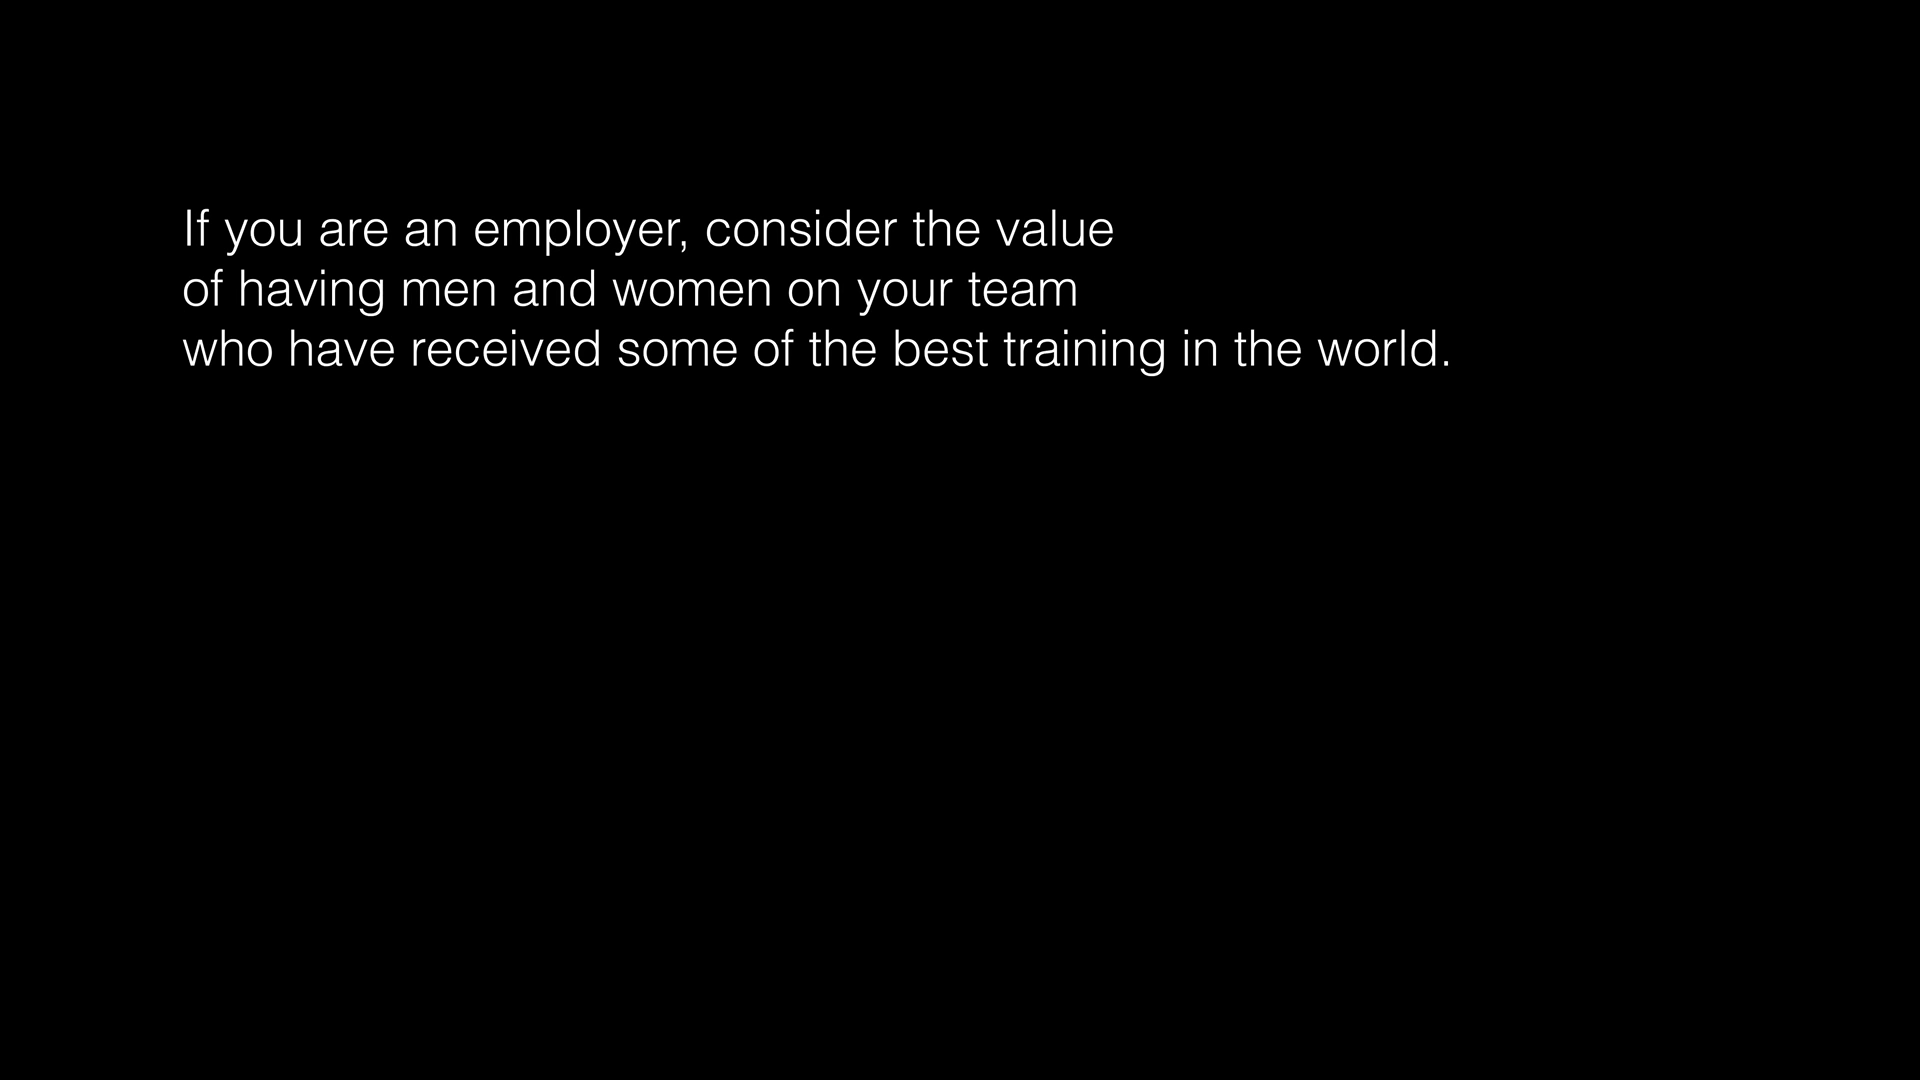 If you are an employer, consider the value
of having men and women on your team
who have received some of the best training in the world.